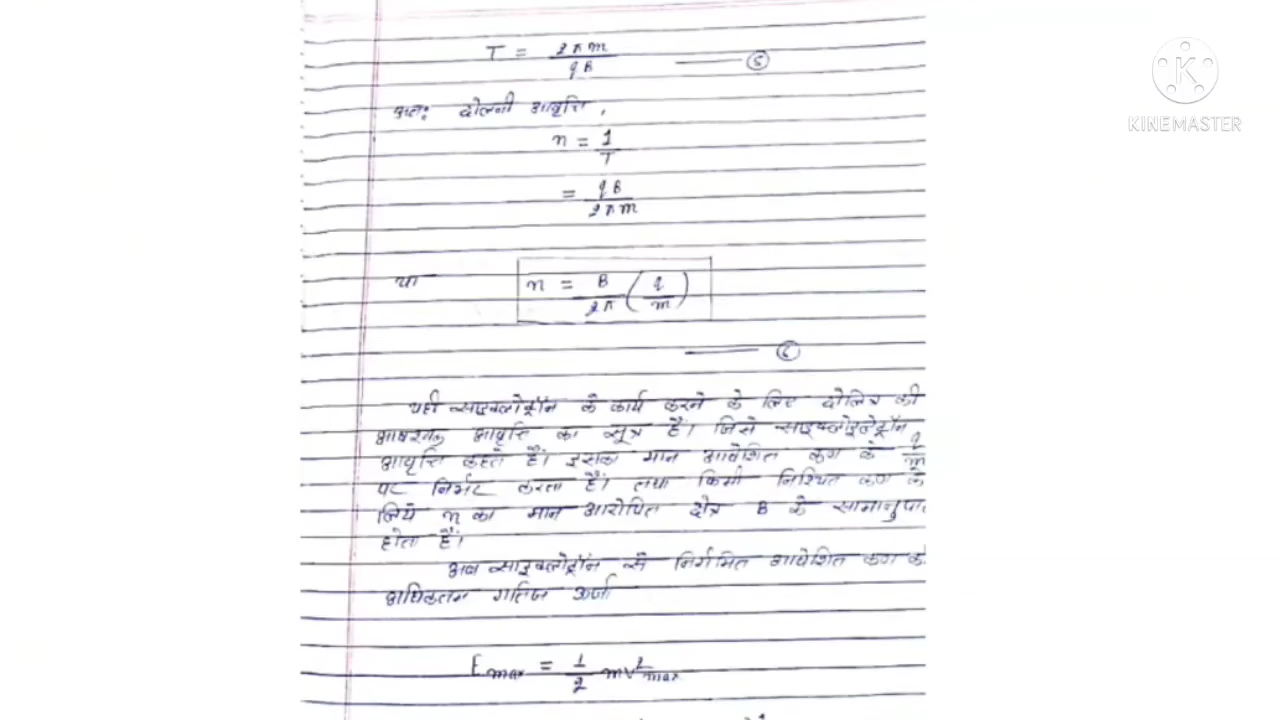 T = 2πm / qB —— (5)
अतः दोलनी आवृत्ति,
n = 1 / T
= qB / 2πm
या n = B / 2π (q / m)
—— (6)
यही साइक्लोट्रॉन के कार्य करने के लिए दोलित्र की
आवश्यक आवृत्ति का सूत्र है। जिसे साइक्लोट्रॉन
आवृत्ति कहते हैं। इसका मान आवेशित कण के q/m
पर निर्भर करता है। तथा किसी निश्चित कण के
लिये n का मान आरोपित क्षेत्र B के
होता है।
अब साइक्लोट्रॉन से निर्गमित आवेशित कण की
अधिकतम गतिज ऊर्जा
Emax = 1/2 mv²max
K
KINEMASTER